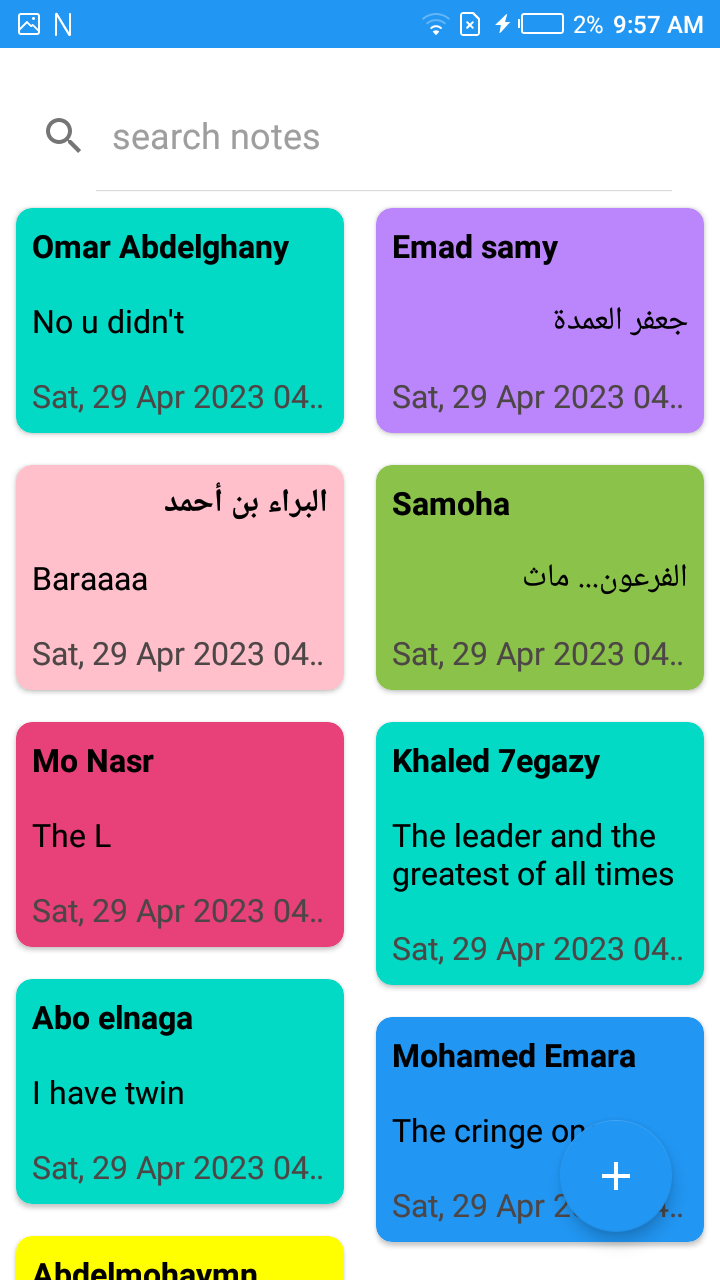 2% 9:57 AM
search notes
Omar Abdelghany
No u didn't
Sat, 29 Apr 2023 04..
Emad samy
جعفر العمدة
Sat, 29 Apr 2023 04..
البراء بن أحمد
Baraaaa
Sat, 29 Apr 2023 04..
Samoha
الفرعون... ماث
Sat, 29 Apr 2023 04..
Mo Nasr
The L
Sat, 29 Apr 2023 04..
Khaled 7egazy
The leader and the
greatest of all times
Sat, 29 Apr 2023 04..
Abo elnaga
I have twin
Sat, 29 Apr 2023 04..
Mohamed Emara
The cringe on
Sat, 29 Apr 2
Abdelmohaymn